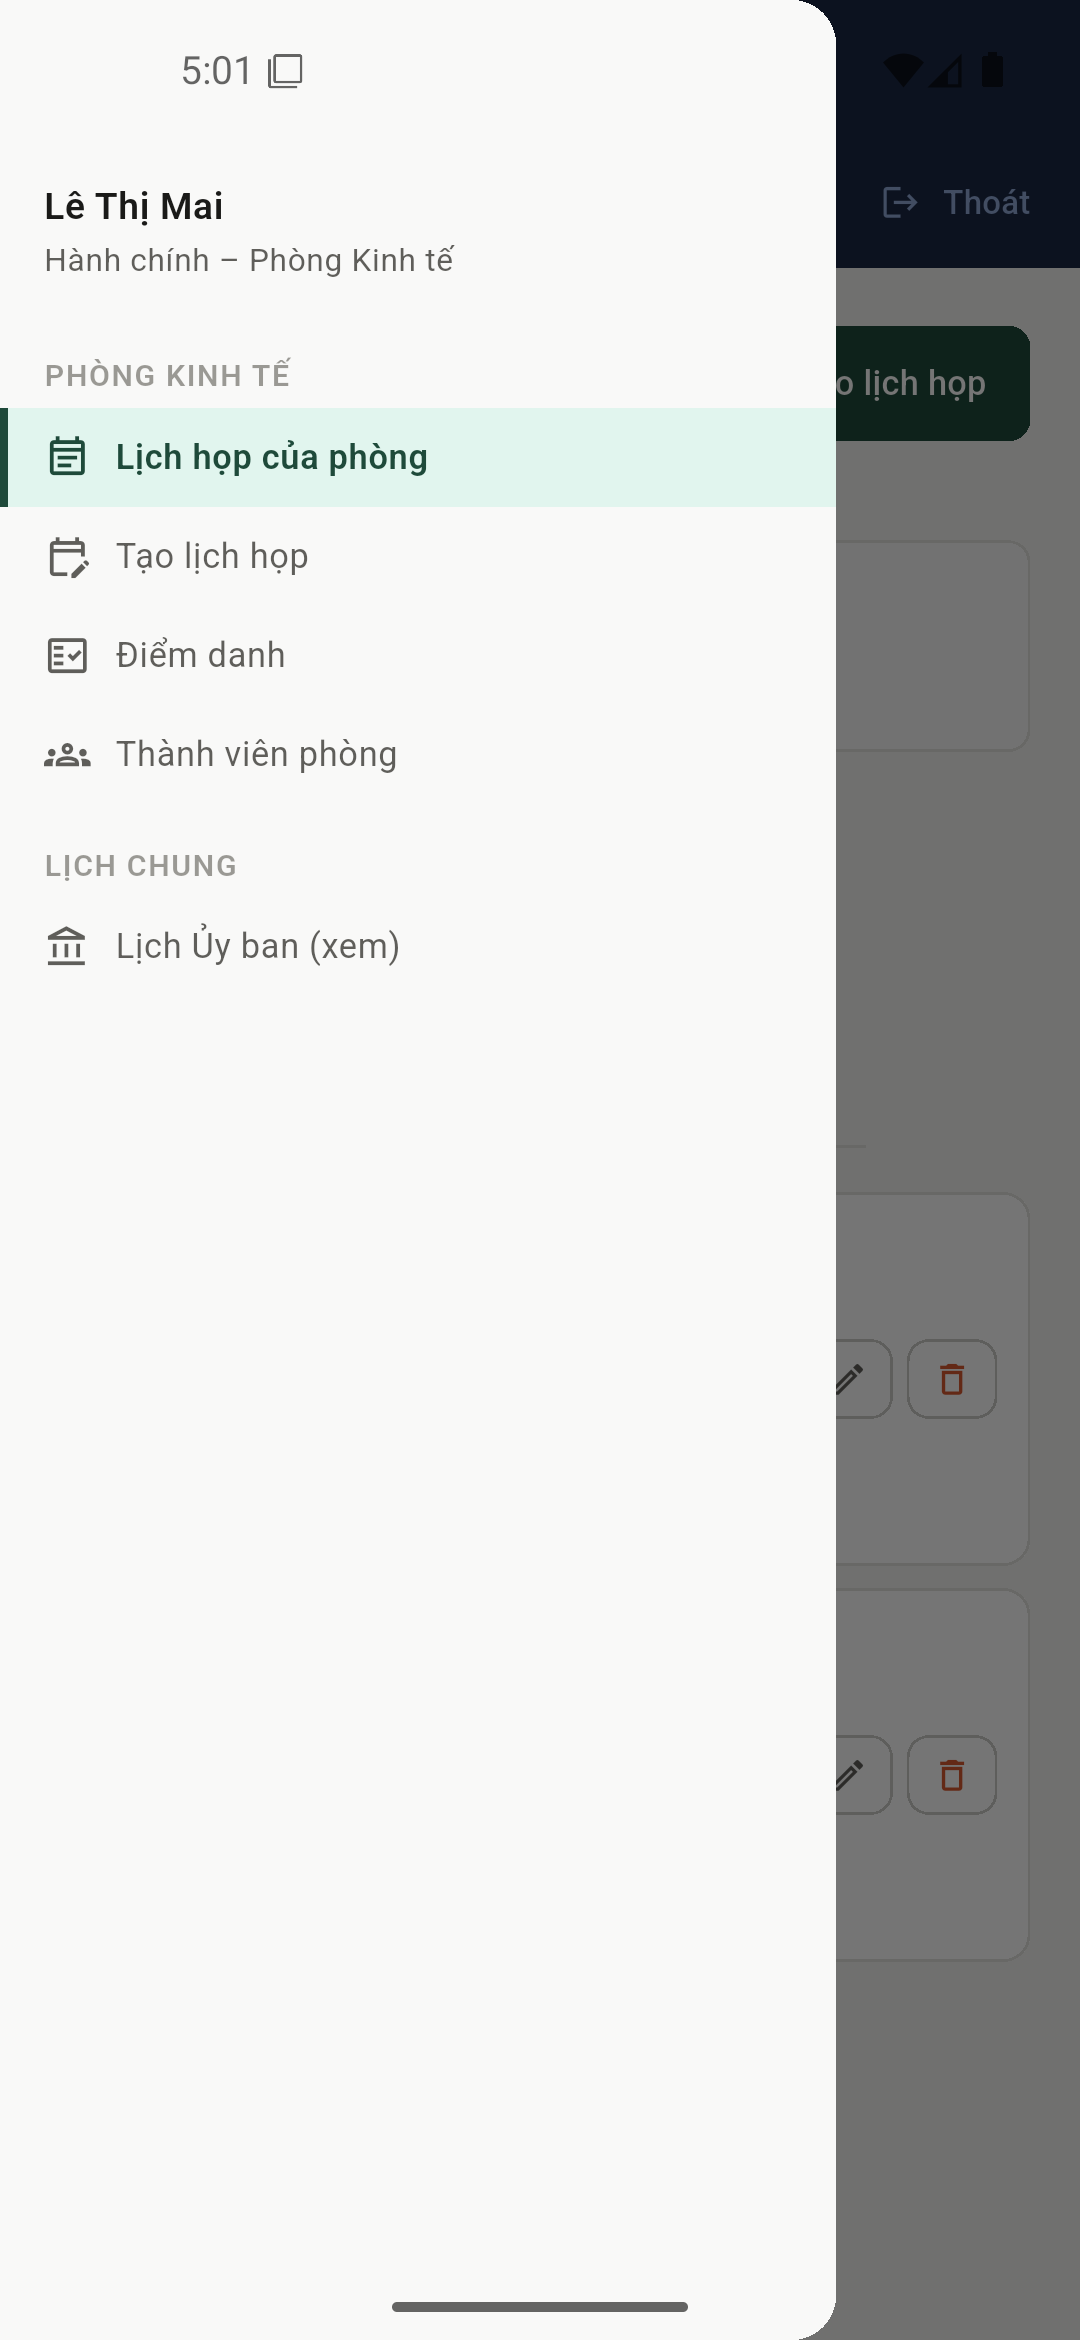 5:01
Thoát
Lê Thị Mai
Hành chính – Phòng Kinh tế
o lịch họp
PHÒNG KINH TẾ
Lịch họp của phòng
Tạo lịch họp
Điểm danh
Thành viên phòng
LỊCH CHUNG
Lịch Ủy ban (xem)